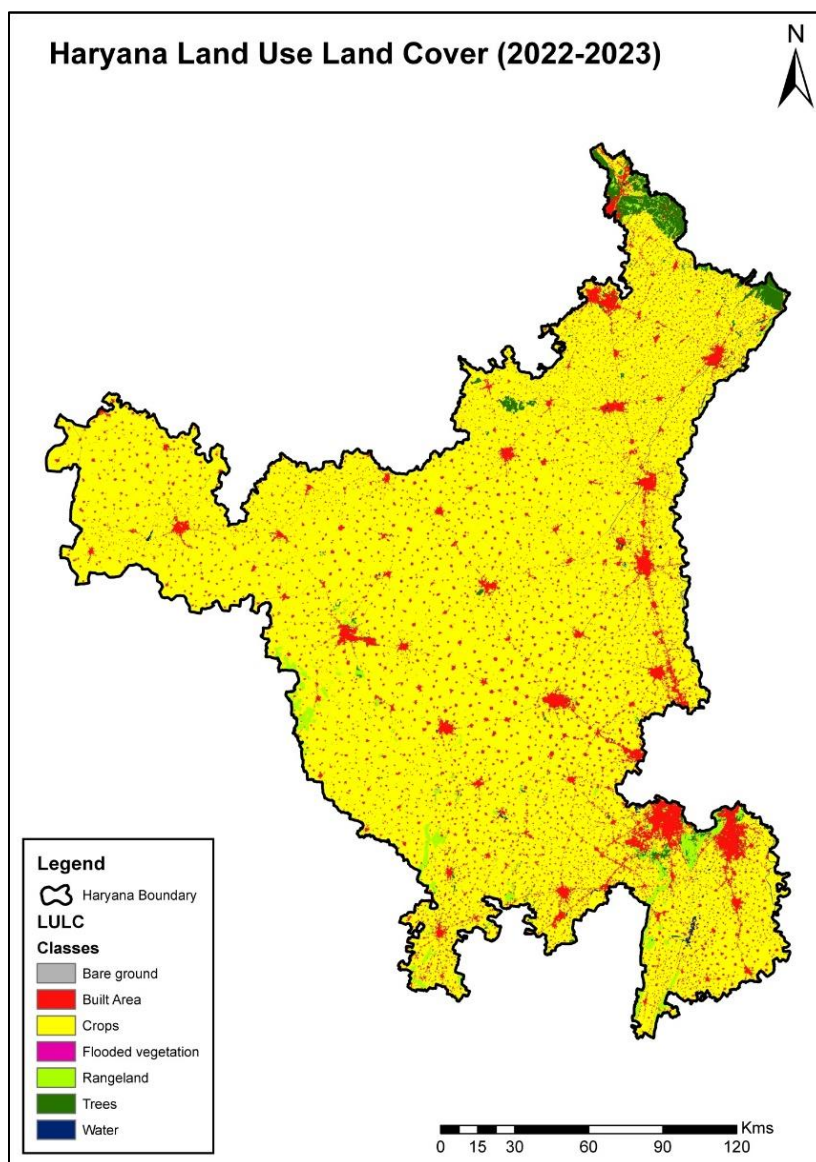 Haryana Land Use Land Cover (2022-2023)
N
Legend
Haryana Boundary
LULC
Classes
Bare ground
Built Area
Crops
Flooded vegetation
Rangeland
Trees
Water
Kms
0 15 30 60 90 120